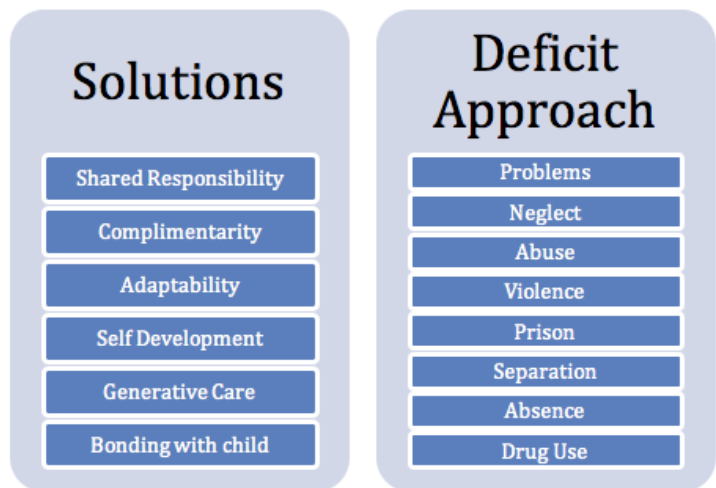 Solutions
Shared Responsibility
Complimentarity
Adaptability
Self Development
Generative Care
Bonding with child
Deficit
Approach
Problems
Neglect
Abuse
Violence
Prison
Separation
Absence
Drug Use